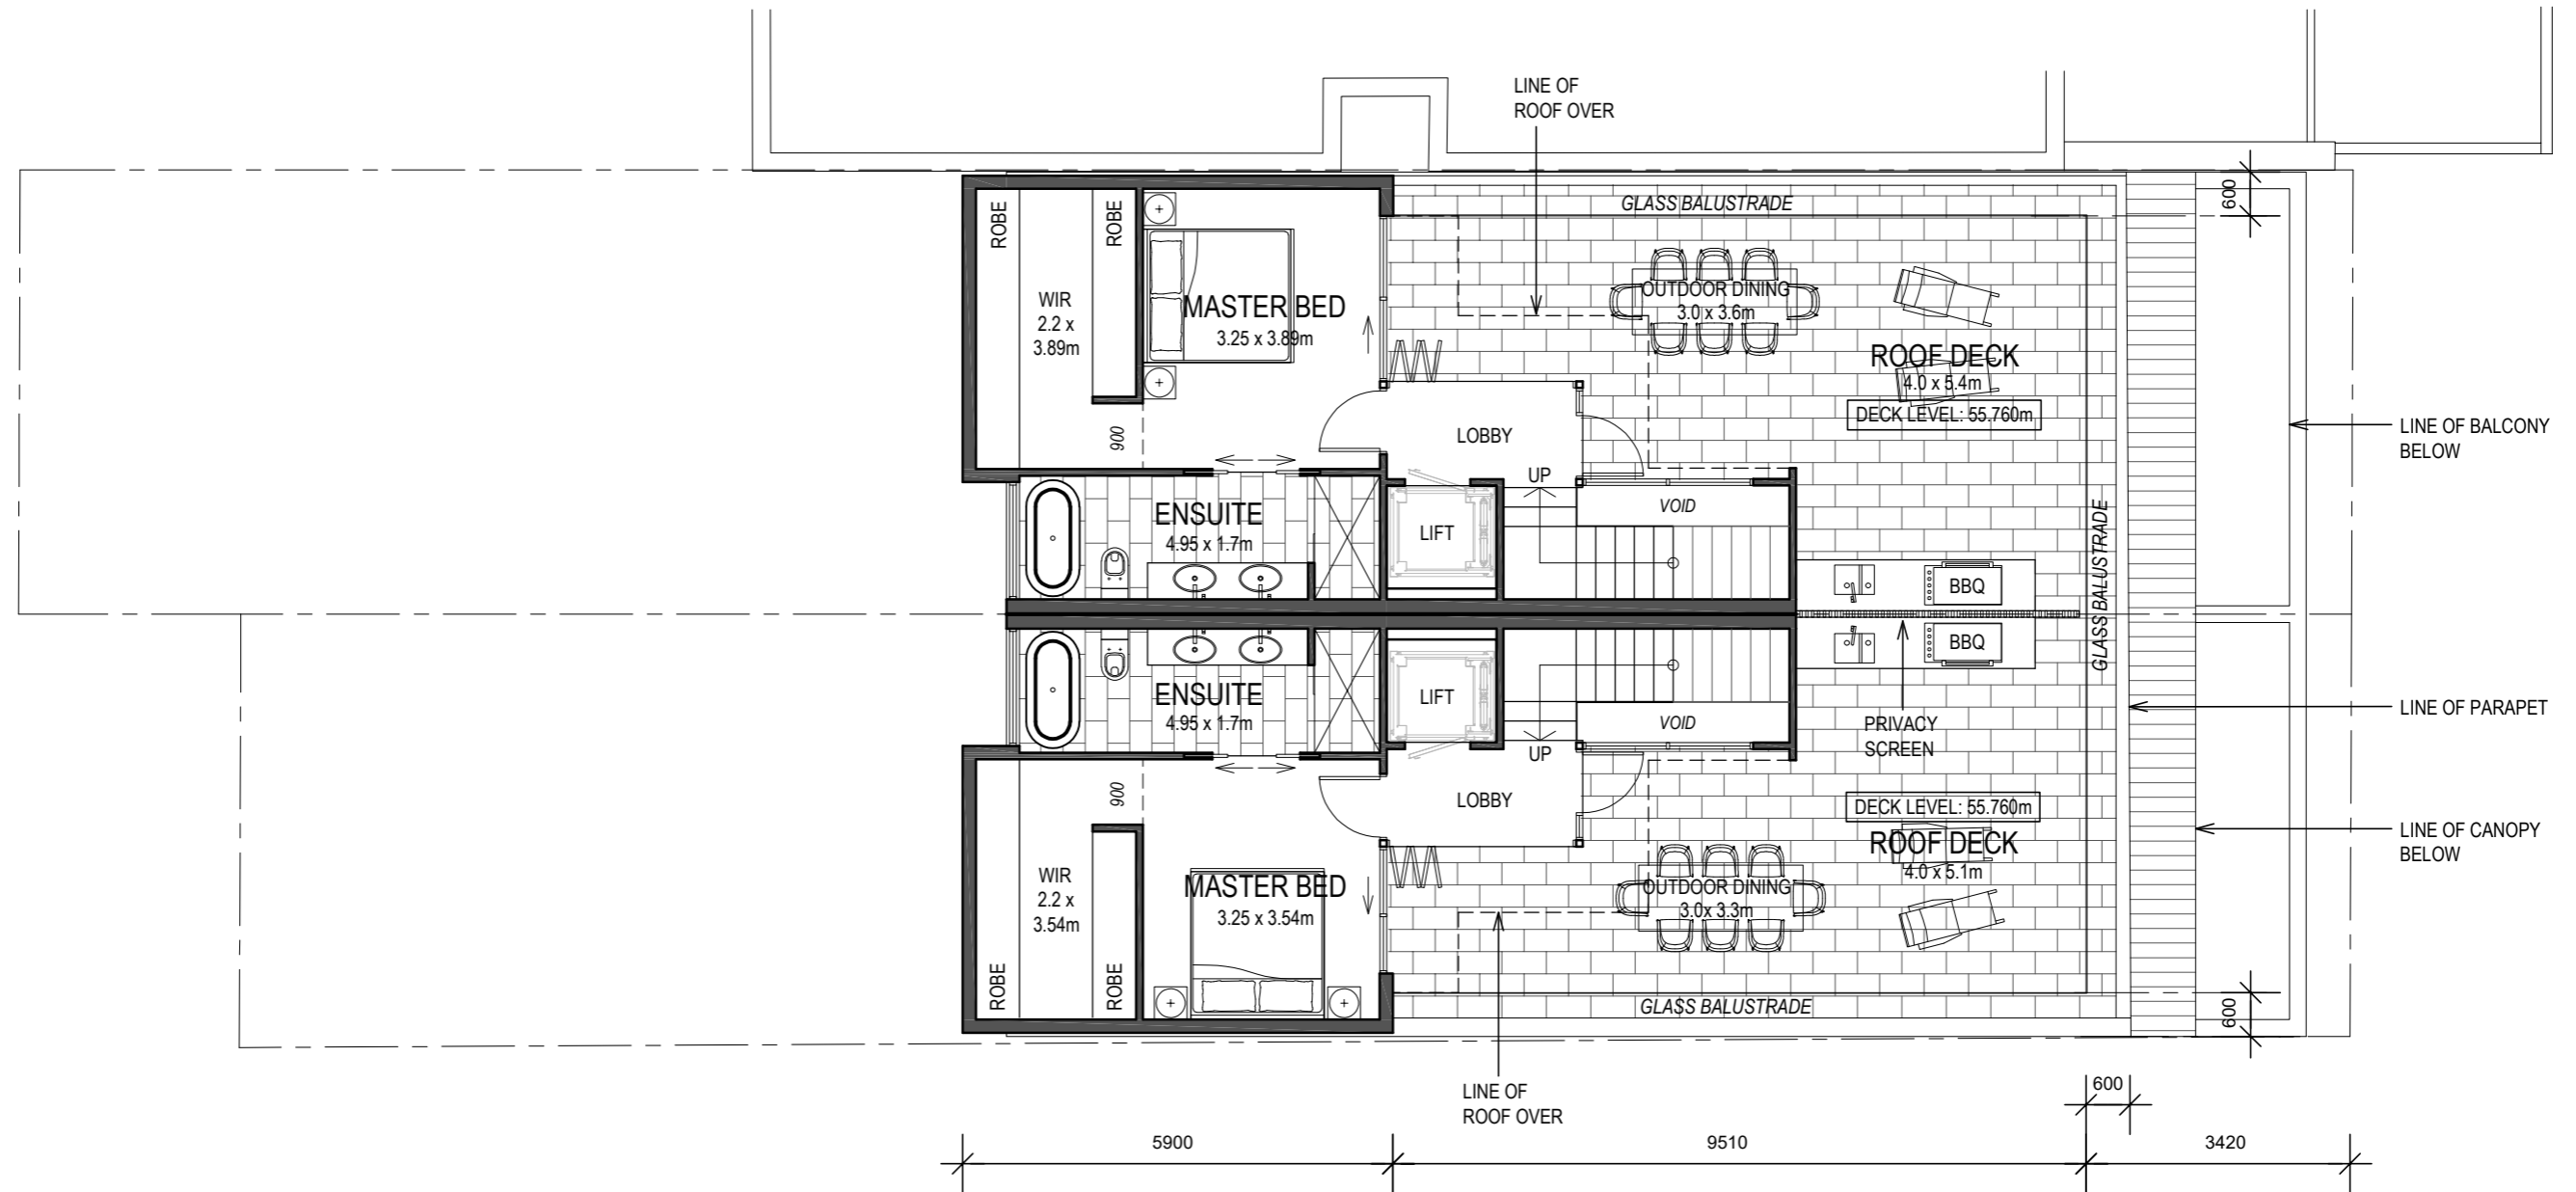 LINE OF
ROOF OVER
GLASS BALUSTRADE
600
ROBE
ROBE
WIR
2.2 x
3.89m
MASTER BED
3.25 x 3.89m
OUTDOOR DINING
3.0 x 3.6m
ROOF DECK
4.0 x 5.4m
DECK LEVEL: 55.760m
LINE OF BALCONY
BELOW
900
LOBBY
UP
VOID
ENSUITE
4.95 x 1.7m
LIFT
BBQ
GLASS BALUSTRADE
BBQ
ENSUITE
4.95 x 1.7m
LIFT
VOID
UP
PRIVACY
SCREEN
LINE OF PARAPET
900
LOBBY
DECK LEVEL: 55.760m
ROOF DECK
4.0 x 5.1m
LINE OF CANOPY
BELOW
WIR
2.2 x
3.54m
MASTER BED
3.25 x 3.54m
OUTDOOR DINING
3.0x 3.3m
ROBE
ROBE
GLASS BALUSTRADE
600
LINE OF
ROOF OVER
600
5900
9510
3420